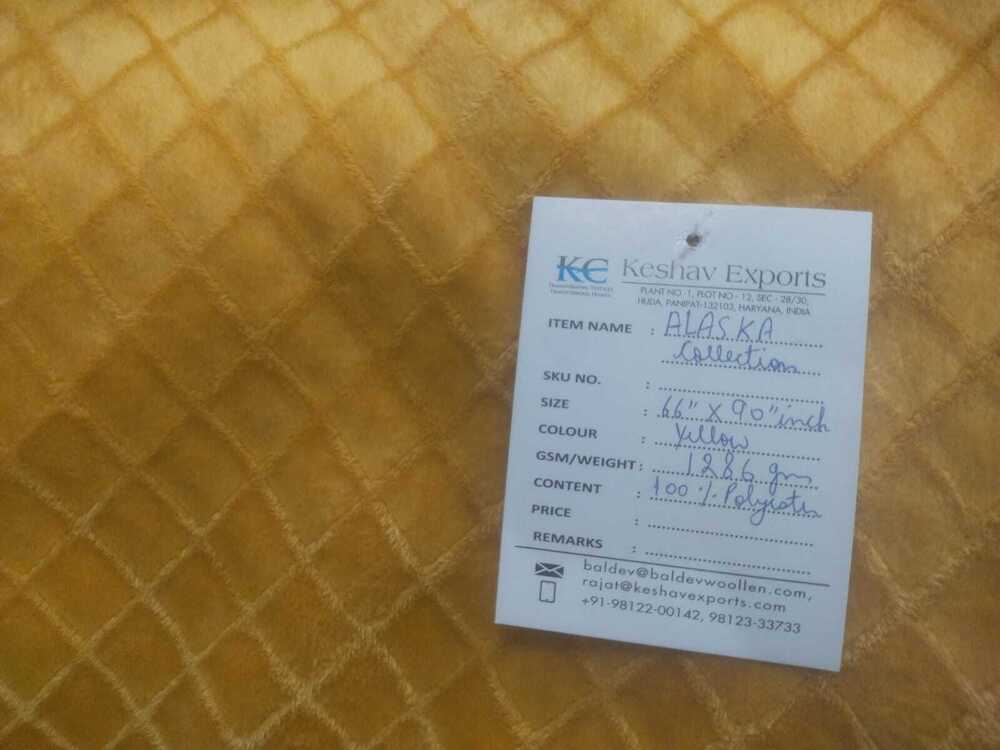 KE Keshav Exports
PLANT NO -1, PLOT NO - 12, SEC - 28/30,
HUDA, PANIPAT-132103, HARYANA, INDIA
ITEM NAME : ALASKA
Collection
SKU NO. :
SIZE : 66" X 90" inch
COLOUR : Yellow
GSM/WEIGHT : 1286 gm
CONTENT : 100 % Polyester
PRICE :
REMARKS :
baldev@baldevwoollen.com,
rajat@keshavexports.com
+91-98122-00142, 98123-33733